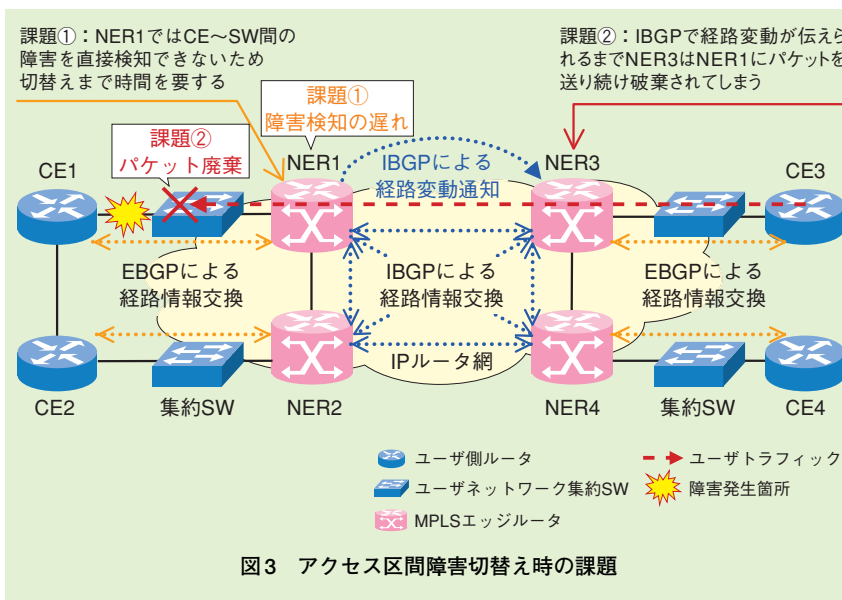 課題①：NER1ではCE～SW間の
障害を直接検知できないため
切替えまで時間を要する
課題②：IBGPで経路変動が伝えら
れるまでNER3はNER1にパケットを
送り続け破棄されてしまう
課題①
障害検知の遅れ
課題②
パケット廃棄
CE1
NER1
IBGPによる
経路変動通知
NER3
CE3
EBGPによる
経路情報交換
IBGPによる
経路情報交換
EBGPによる
経路情報交換
IPルータ網
CE2
集約SW
NER2
NER4
集約SW
CE4
ユーザ側ルータ
ユーザトラフィック
ユーザネットワーク集約SW
障害発生箇所
MPLSエッジルータ
図3 アクセス区間障害切替え時の課題